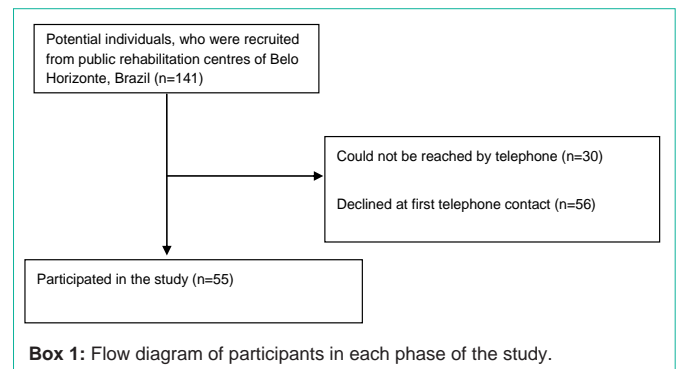 Potential individuals, who were recruited
from public rehabilitation centres of Belo
Horizonte, Brazil (n=141)
Could not be reached by telephone (n=30)
Declined at first telephone contact (n=56)
Participated in the study (n=55)
Box 1: Flow diagram of participants in each phase of the study.